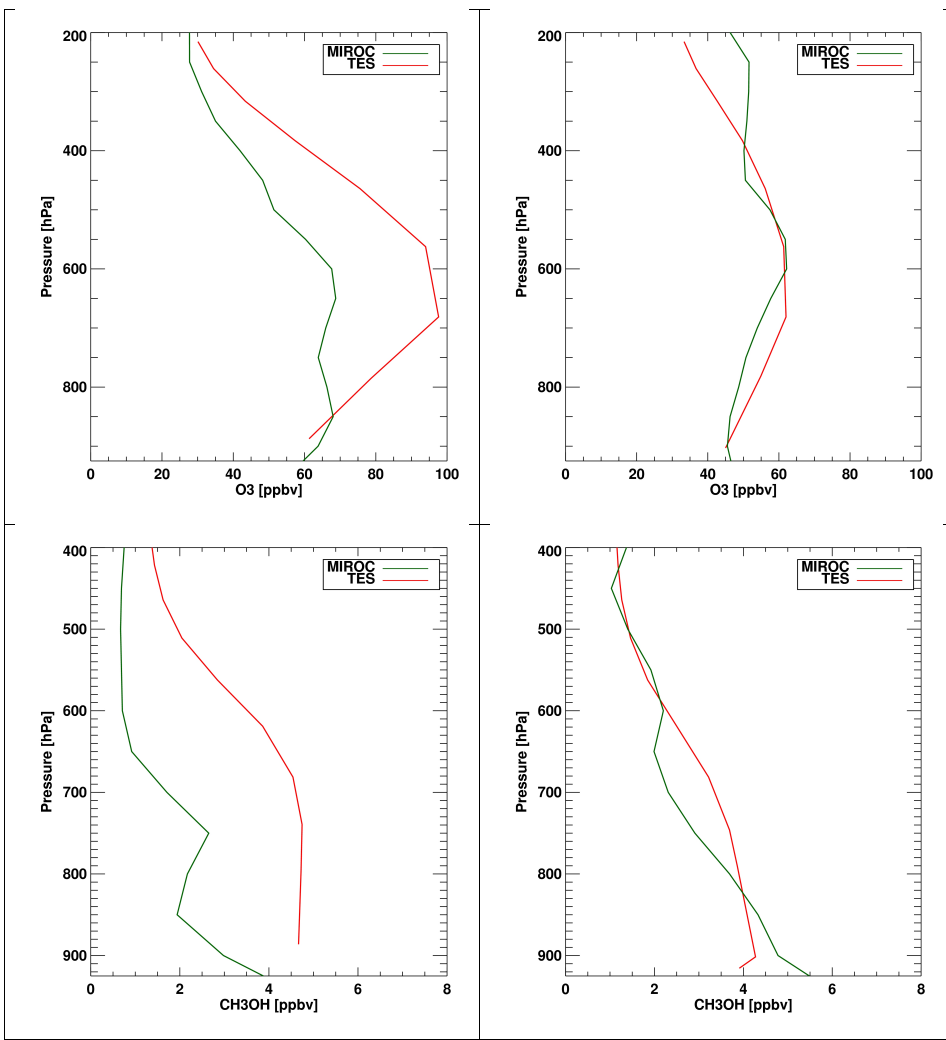 200
400
600
800
Pressure [hPa]
MIROC
TES
0 20 40 60 80 100
O3 [ppbv]
200
400
600
800
Pressure [hPa]
MIROC
TES
0 20 40 60 80 100
O3 [ppbv]
400
500
600
700
800
900
Pressure [hPa]
MIROC
TES
0 2 4 6 8
CH3OH [ppbv]
400
500
600
700
800
900
Pressure [hPa]
MIROC
TES
0 2 4 6 8
CH3OH [ppbv]